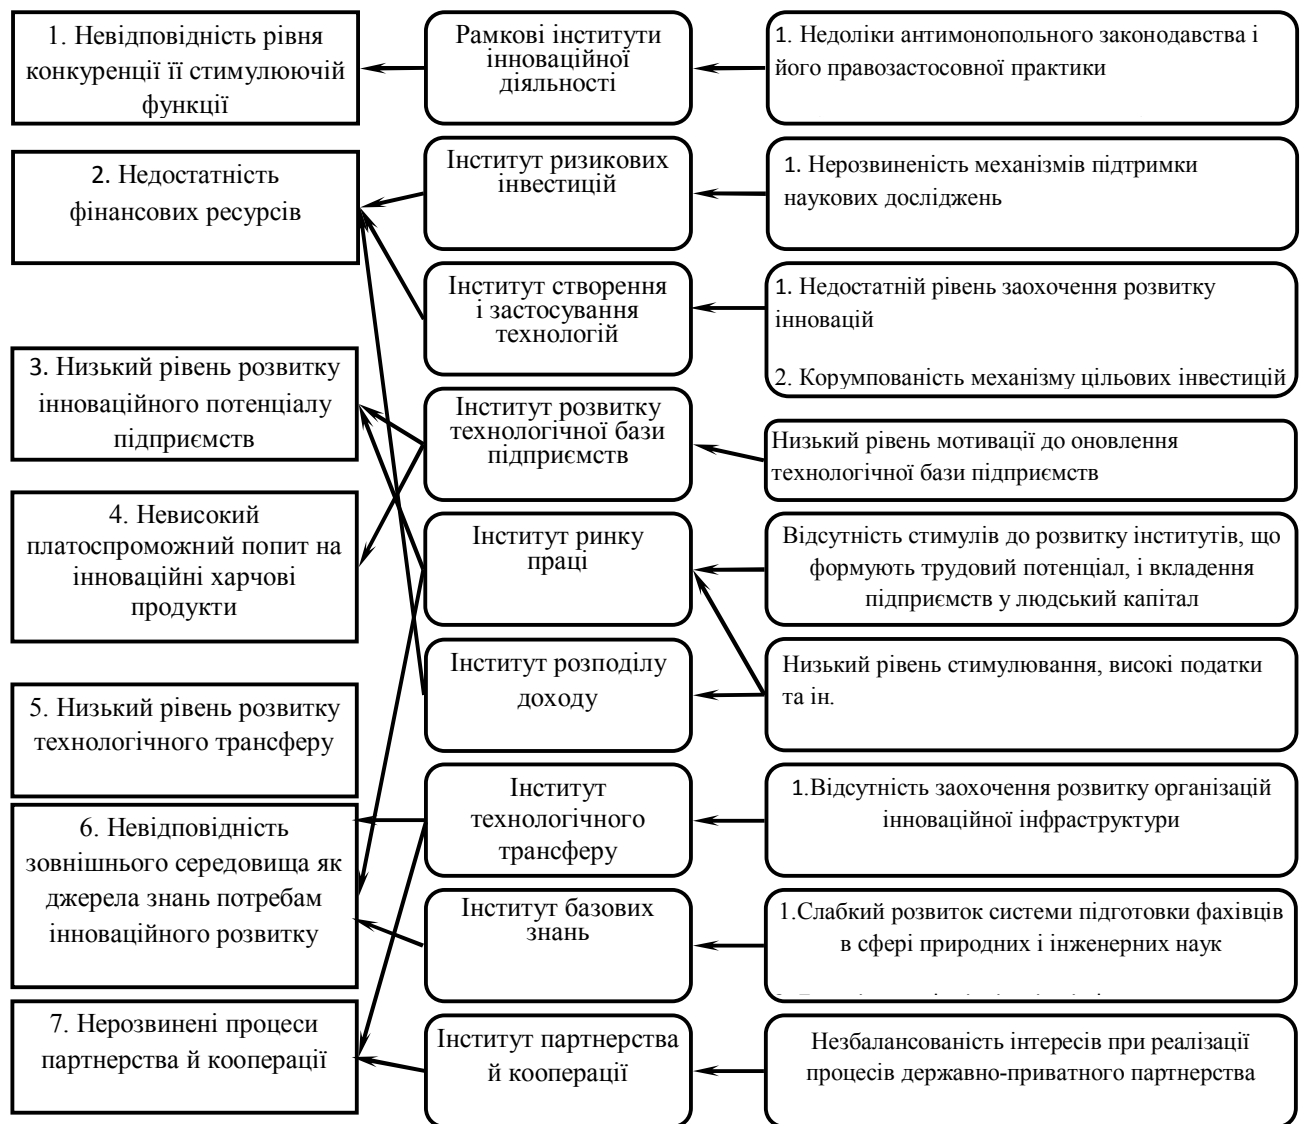 1. Невідповідність рівня
конкуренції її стимулюючій
функції
2. Недостатність
фінансових ресурсів
3. Низький рівень розвитку
інноваційного потенціалу
підприємств
4. Невисокий
платоспроможний попит на
інноваційні харчові
продукти
5. Низький рівень розвитку
технологічного трансферу
6. Невідповідність
зовнішнього середовища як
джерела знань потребам
інноваційного розвитку
7. Нерозвинені процеси
партнерства й кооперації
Рамкові інститути
інноваційної
діяльності
Інститут ризикових
інвестицій
Інститут створення
і застосування
технологій
Інститут розвитку
технологічної бази
підприємств
Інститут ринку
праці
Інститут розподілу
доходу
Інститут
технологічного
трансферу
Інститут базових
знань
Інститут партнерства
й кооперації
1. Недоліки антимонопольного законодавства і
його правозастосовної практики
1. Нерозвиненість механізмів підтримки
наукових досліджень
1. Недостатній рівень заохочення розвитку
інновацій
2. Корумпованість механізму цільових інвестицій
Низький рівень мотивації до оновлення
технологічної бази підприємств
Відсутність стимулів до розвитку інститутів, що
формують трудовий потенціал, і вкладення
підприємств у людський капітал
Низький рівень стимулювання, високі податки
та ін.
1.Відсутність заохочення розвитку організацій
інноваційної інфраструктури
1.Слабкий розвиток системи підготовки фахівців
в сфері природних і інженерних наук
Незбалансованість інтересів при реалізації
процесів державно-приватного партнерства